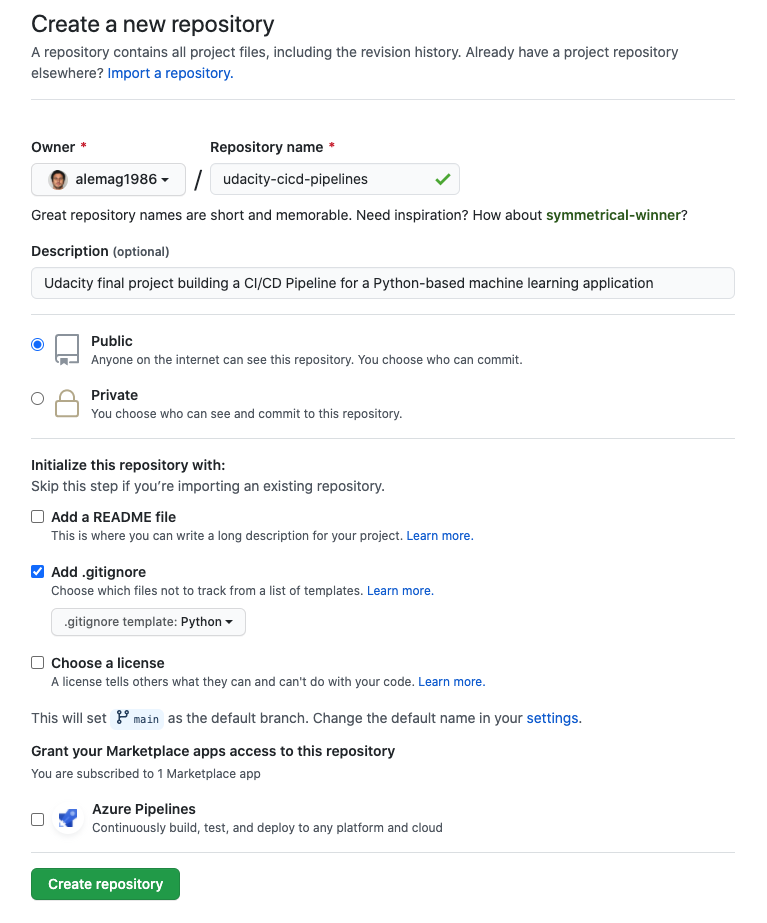 Create a new repository
A repository contains all project files, including the revision history. Already have a project repository
elsewhere? Import a repository.
Owner *
Repository name *
alemag1986
/
udacity-cicd-pipelines
Great repository names are short and memorable. Need inspiration? How about symmetrical-winner?
Description (optional)
Udacity final project building a CI/CD Pipeline for a Python-based machine learning application
Public
Anyone on the internet can see this repository. You choose who can commit.
Private
You choose who can see and commit to this repository.
Initialize this repository with:
Skip this step if you’re importing an existing repository.
Add a README file
This is where you can write a long description for your project. Learn more.
Add .gitignore
Choose which files not to track from a list of templates. Learn more.
.gitignore template: Python
Choose a license
A license tells others what they can and can't do with your code. Learn more.
This will set main as the default branch. Change the default name in your settings.
Grant your Marketplace apps access to this repository
You are subscribed to 1 Marketplace app
Azure Pipelines
Continuously build, test, and deploy to any platform and cloud
Create repository